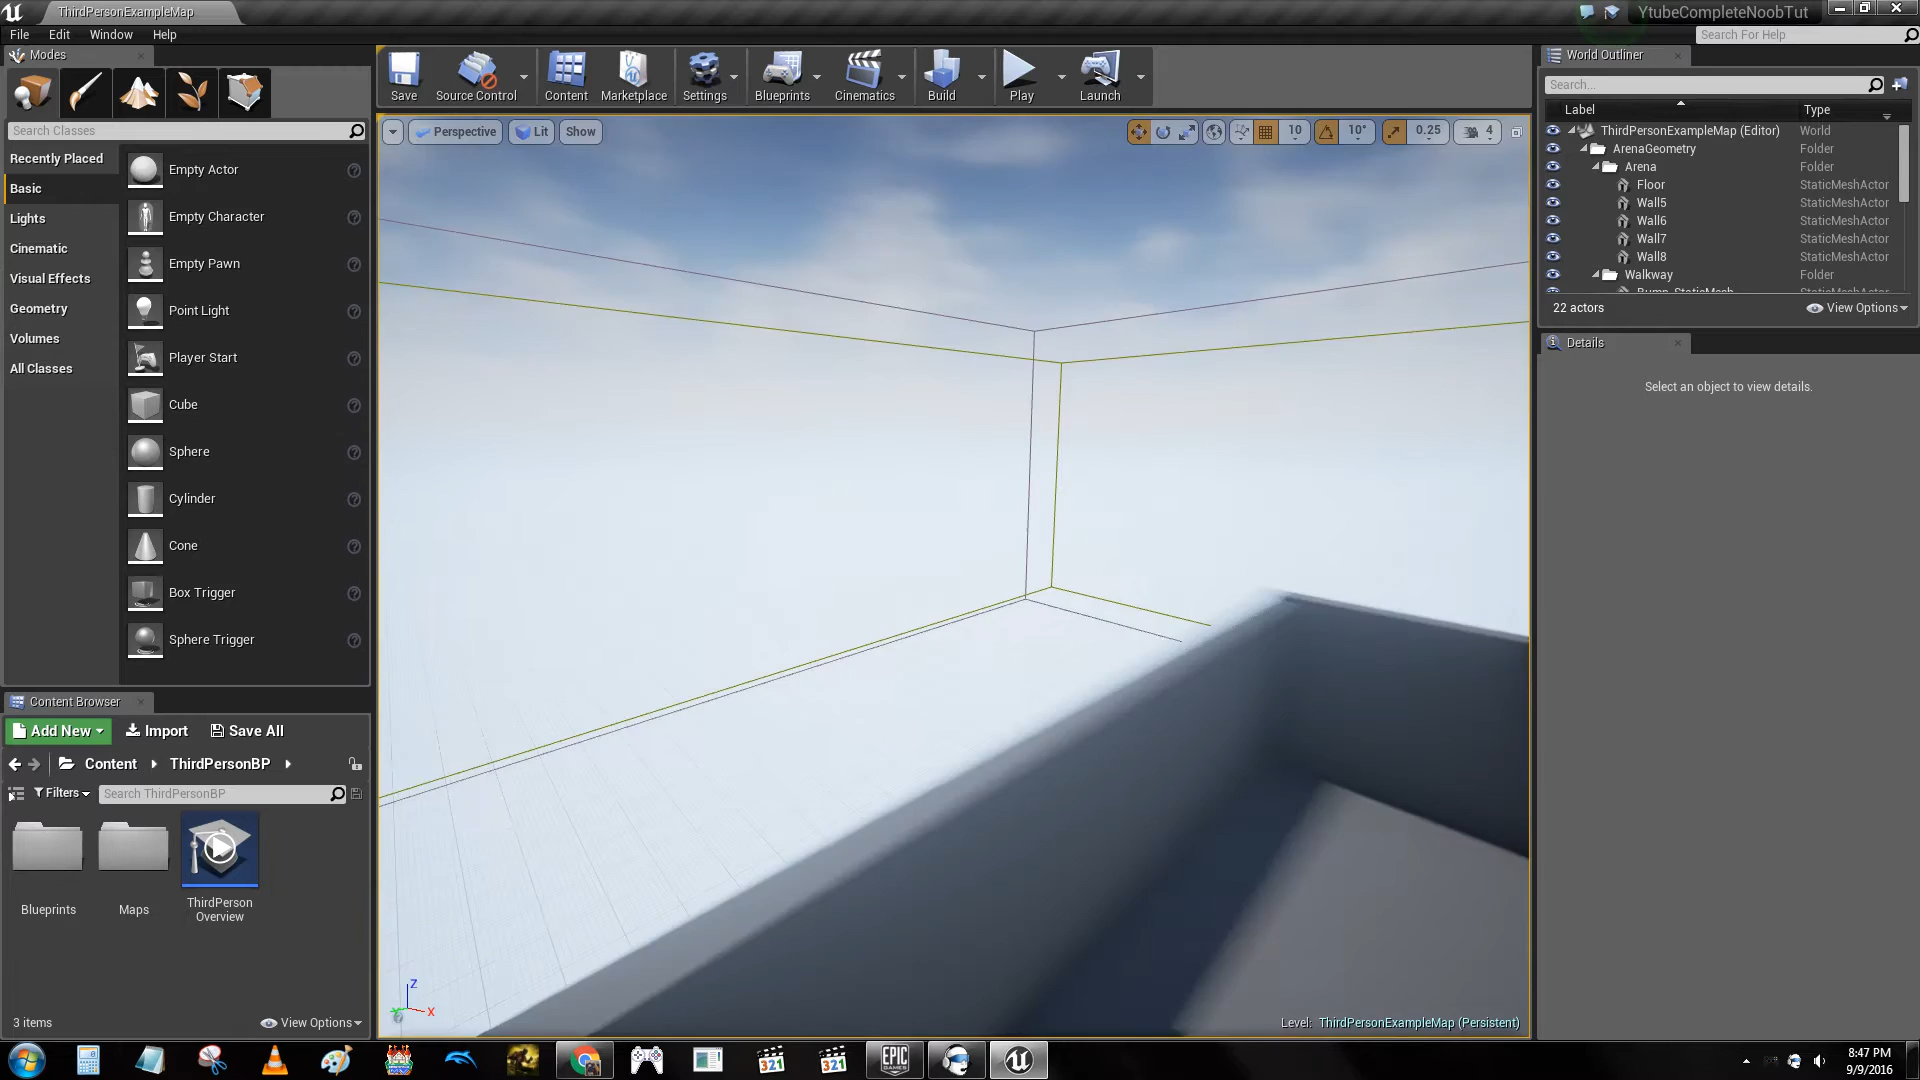 ThirdPersonExampleMap
YtubeCompleteNoobTut
File Edit Window Help
Search For Help
Modes
Search Classes
Recently Placed
Basic
Lights
Cinematic
Visual Effects
Geometry
Volumes
All Classes
Empty Actor
Empty Character
Empty Pawn
Point Light
Player Start
Cube
Sphere
Cylinder
Cone
Box Trigger
Sphere Trigger
Content Browser
Add New Import Save All
Content ThirdPersonBP
Filters Search ThirdPersonBP
Blueprints
Maps
ThirdPerson
Overview
3 items
View Options
Save
Source Control
Content
Marketplace
Settings
Blueprints
Cinematics
Build
Play
Launch
Perspective Lit Show
10 10° 0.25 4
Z
X
Level: ThirdPersonExampleMap (Persistent)
World Outliner
Search...
Label Type
ThirdPersonExampleMap (Editor) World
ArenaGeometry Folder
Arena Folder
Floor StaticMeshActor
Wall5 StaticMeshActor
Wall6 StaticMeshActor
Wall7 StaticMeshActor
Wall8 StaticMeshActor
Walkway Folder
Bump_StaticMesh StaticMeshActor
22 actors
View Options
Details
Select an object to view details.
321
321
EPIC
GAMES
8:47 PM
9/9/2016